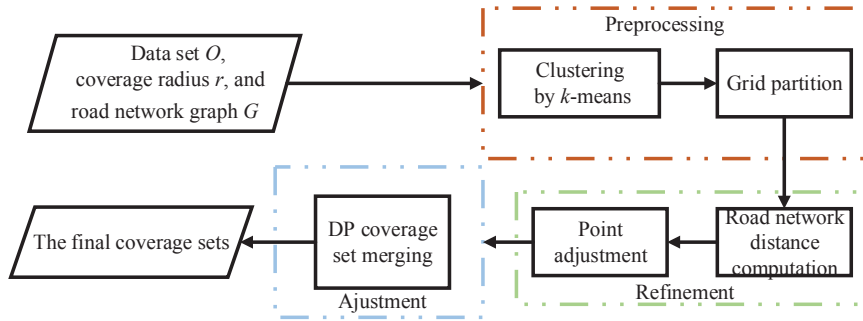 Preprocessing
Data set O,
coverage radius r, and
road network graph G
Clustering
by k-means
Grid partition
The final coverage sets
DP coverage
set merging
Ajustment
Point
adjustment
Road network
distance
computation
Refinement